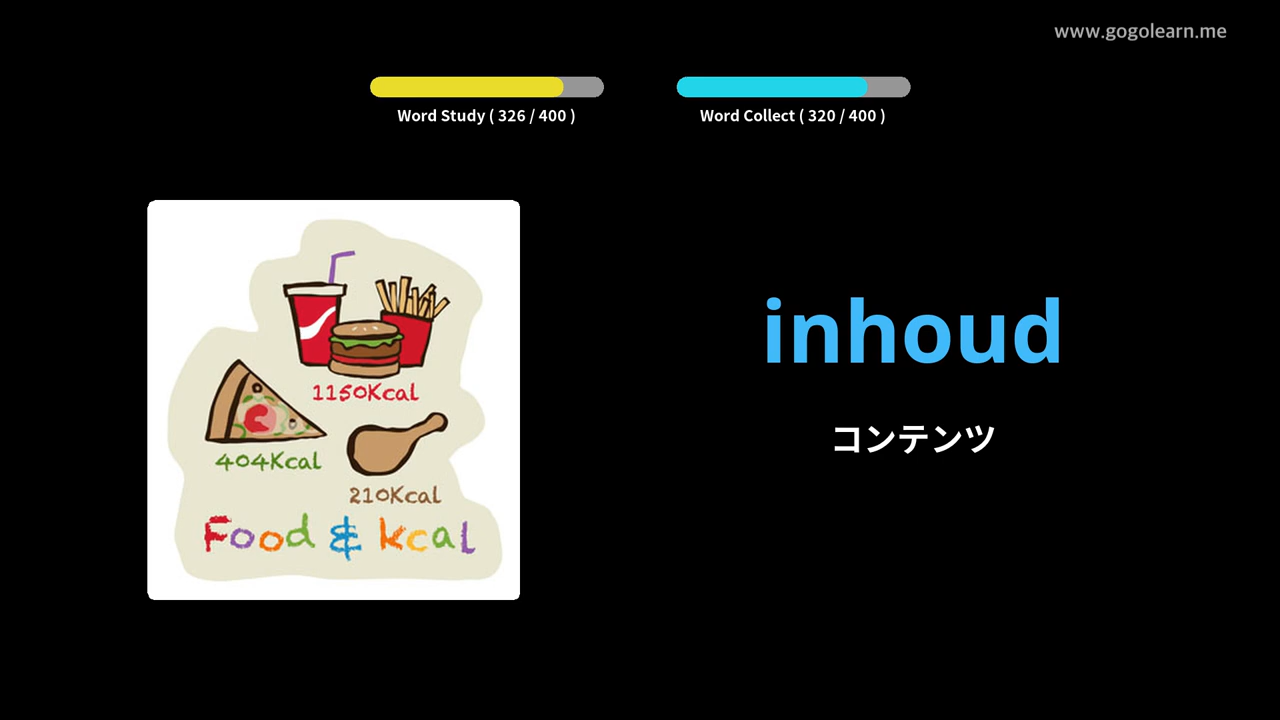 www.gogolearn.me
Word Study ( 326 / 400 )
Word Collect ( 320 / 400 )
1150Kcal
404Kcal
210Kcal
Food & kcal
inhoud
コンテンツ